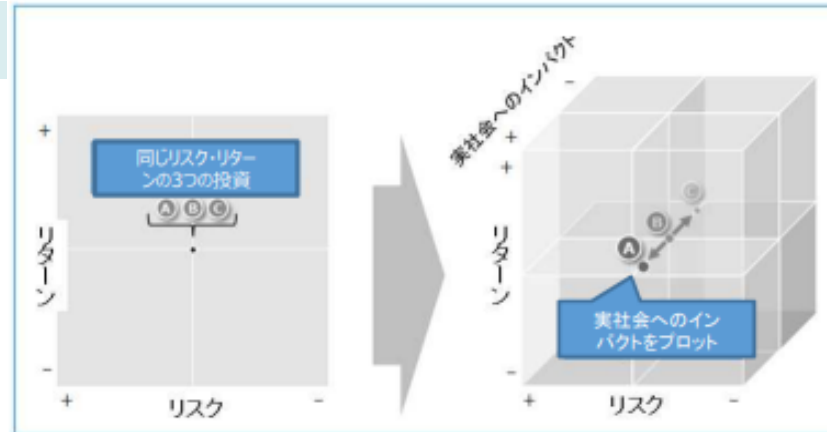 +
同じリスク・リター
ンの3つの投資
A B C
リターン
-
+
リスク
-
実社会へのインパクト
-
+
+
リターン
-
A
B
C
実社会へのイン
パクトをプロット
+
リスク
-